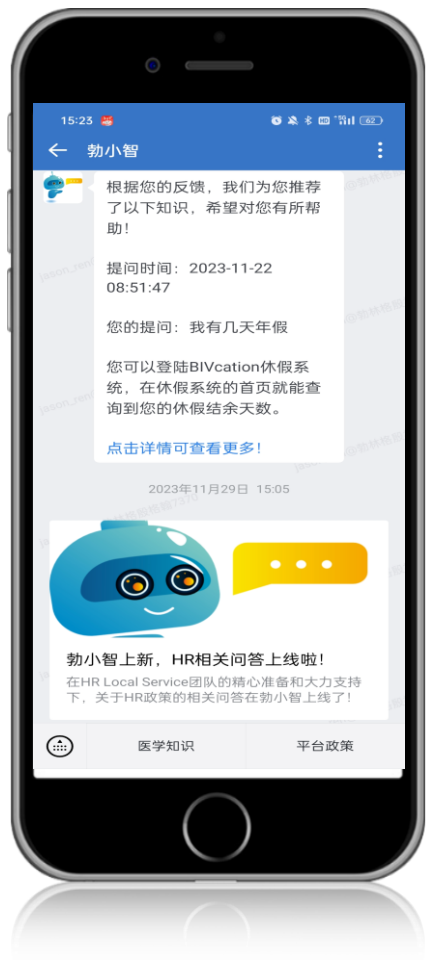 15:23
HD 5G 62
勃小智
根据您的反馈，我们为您推荐
了以下知识，希望对您有所帮
助！
提问时间：2023-11-22
08:51:47
您的提问：我有几天年假
您可以登陆BIVcation休假系
统，在休假系统的首页就能查
询到您的休假结余天数。
点击详情可查看更多！
2023年11月29日 15:05
勃小智上新，HR相关问答上线啦！
在HR Local Service团队的精心准备和大力支持
下，关于HR政策的相关问答在勃小智上线了！
医学知识
平台政策